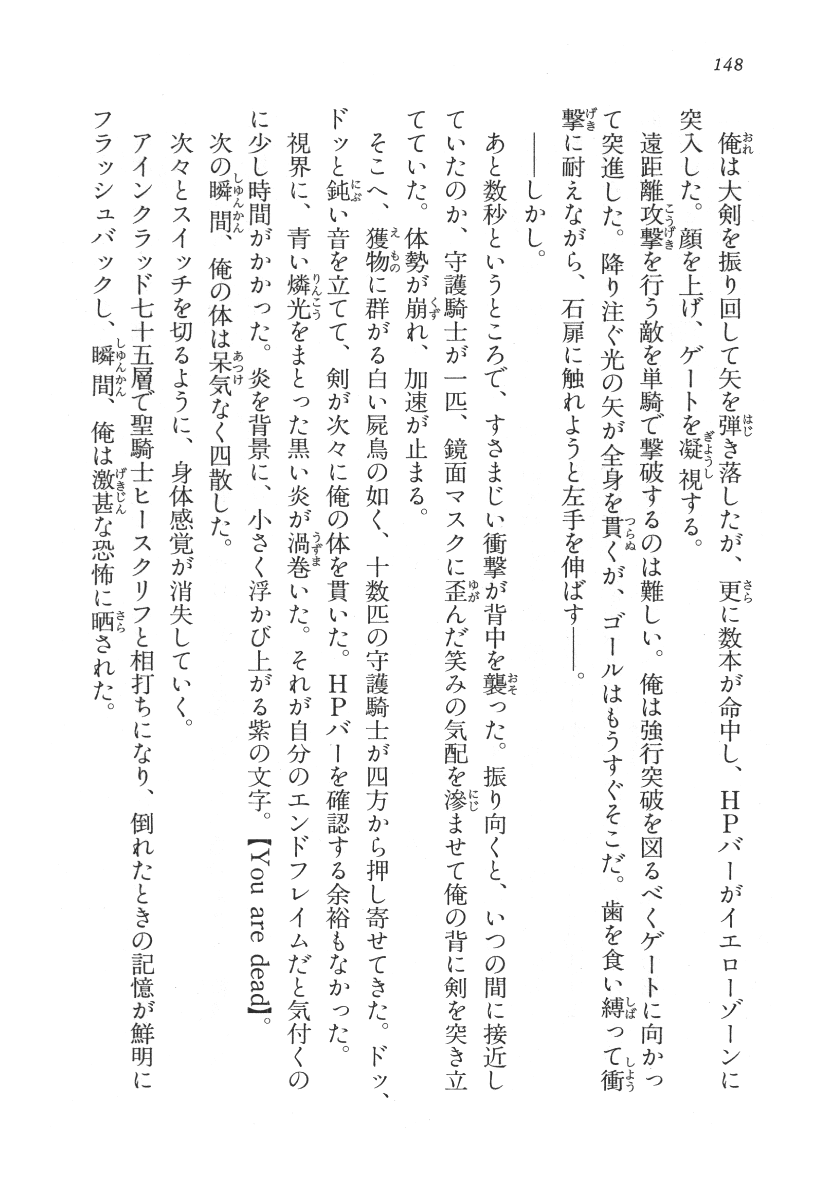 148
俺は大剣を振り回して矢を弾き落したが、更に数本が命中し、HPバーがイエローゾーンに
突入した。顔を上げ、ゲートを凝視する。
遠距離攻撃を行う敵を単騎で撃破するのは難しい。俺は強行突破を図るべくゲートに向かっ
て突進した。降り注ぐ光の矢が全身を貫くが、ゴールはもうすぐそこだ。歯を食い縛って衝
撃に耐えながら、石扉に触れようと左手を伸ばす――。
――しかし。
あと数秒というところで、すさまじい衝撃が背中を襲った。振り向くと、いつの間に接近し
ていたのか、守護騎士が一匹、鏡面マスクに歪んだ笑みの気配を滲ませて俺の背に剣を突き立
てていた。体勢が崩れ、加速が止まる。
そこへ、獲物に群がる白い屍鳥の如く、十数匹の守護騎士が四方から押し寄せてきた。ドッ、
ドッと鈍い音を立てて、剣が次々に俺の体を貫いた。HPバーを確認する余裕もなかった。
視界に、青い燐光をまとった黒い炎が渦巻いた。それが自分のエンドフレイムだと気付くの
に少し時間がかかった。炎を背景に、小さく浮かび上がる紫の文字。【You are dead】。
次の瞬間、俺の体は呆気なく四散した。
次々とスイッチを切るように、身体感覚が消失していく。
アインクラッド七十五層で聖騎士ヒースクリフと相打ちになり、倒れたときの記憶が鮮明に
フラッシュバックし、瞬間、俺は激甚な恐怖に晒された。